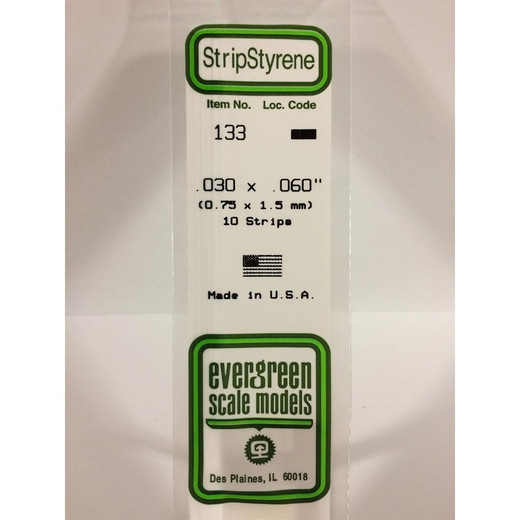 StripStyrene
Item No. Loc. Code
133
.030 x .060"
(0.75 x 1.5 mm)
10 Strips
Made in U.S.A.
evergreen
scale models
Des Plaines, IL 60018